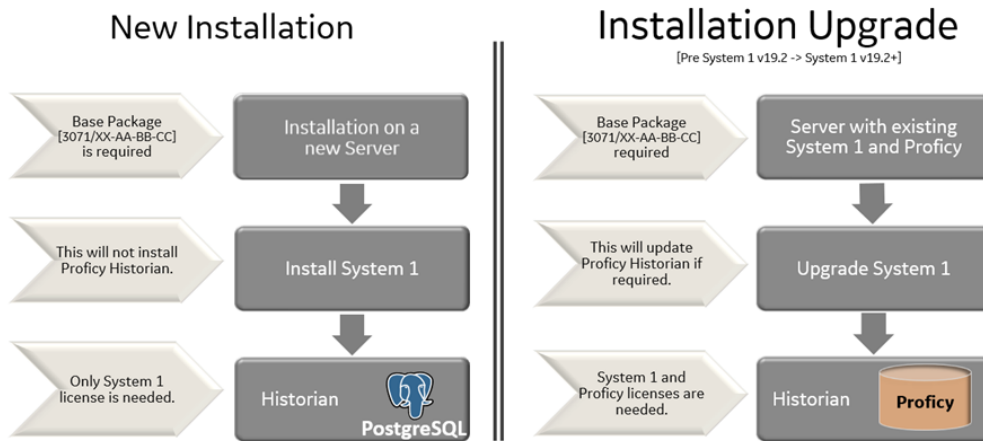 New Installation
Base Package
[3071/XX-AA-BB-CC]
is required
Installation on a
new Server
This will not install
Proficy Historian.
Install System 1
Only System 1
license is needed.
Historian
PostgreSQL
Installation Upgrade
[Pre System 1 v19.2 -> System 1 v19.2+]
Base Package
[3071/XX-AA-BB-CC]
required
Server with existing
System 1 and Proficy
This will update
Proficy Historian if
required.
Upgrade System 1
System 1 and
Proficy licenses are
needed.
Historian
Proficy